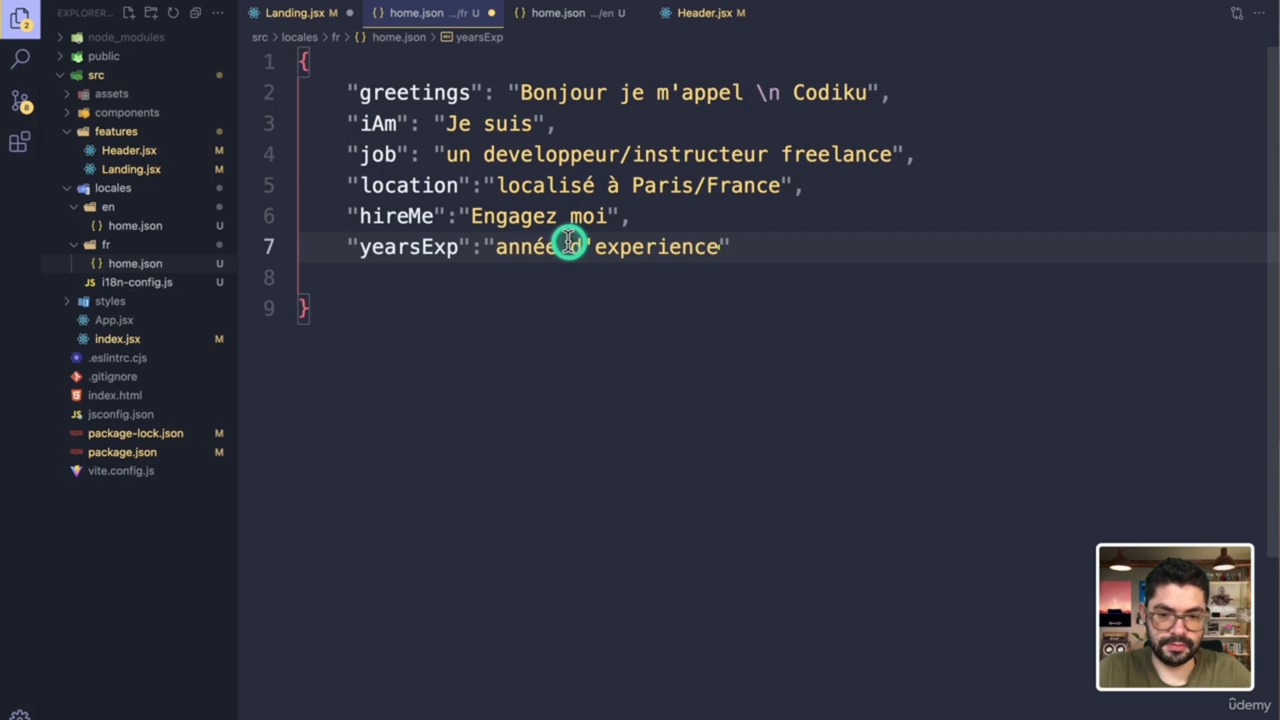 EXPLORER...
Landing.jsx
home.json .../fr U
home.json .../en U
Header.jsx M
src > locales > fr > {} home.json > yearsExp
2
8
node_modules
public
src
assets
components
features
Header.jsx M
Landing.jsx M
locales
en
home.json U
fr
home.json U
JS i18n-config.js U
styles
App.jsx
index.jsx M
.eslintrc.cjs
.gitignore
index.html
jsconfig.json
package-lock.json M
package.json M
vite.config.js
1 {
2 "greetings": "Bonjour je m'appel \n Codiku",
3 "iAm": "Je suis",
4 "job": "un developpeur/instructeur freelance",
5 "location":"localisé à Paris/France",
6 "hireMe":"Engagez moi",
7 "yearsExp":"année d'experience"
8
9 }
ûdemy